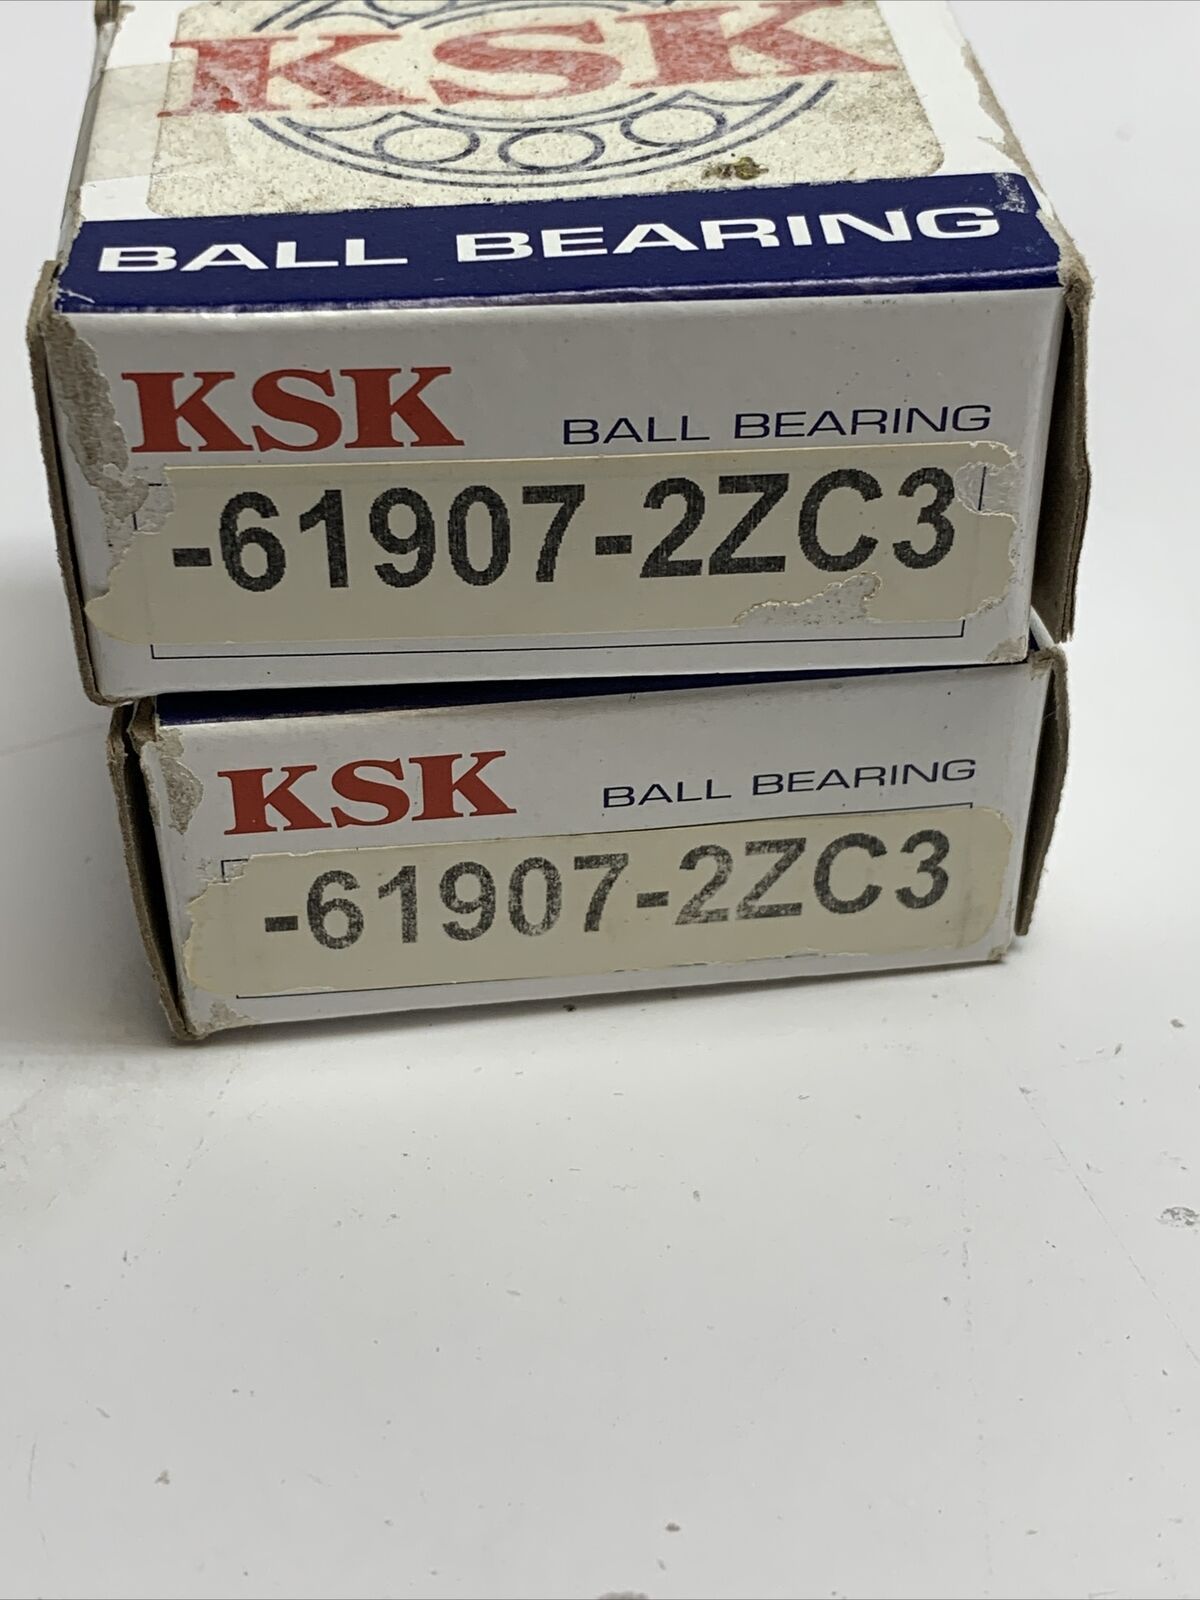 KSK
BALL BEARING
KSK BALL BEARING
-61907-2ZC3
KSK BALL BEARING
-61907-2ZC3